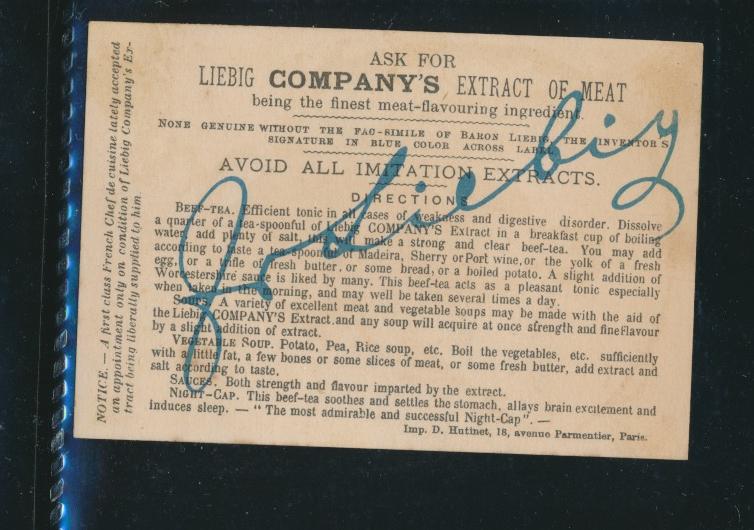 ASK FOR
LIEBIG COMPANY'S EXTRACT OF MEAT
being the finest meat-flavouring ingredient.
NONE GENUINE WITHOUT THE FAC-SIMILE OF BARON LIEBIG, THE INVENTOR'S
SIGNATURE IN BLUE COLOR ACROSS LABEL.
AVOID ALL IMITATION EXTRACTS.
DIRECTIONS
BEEF-TEA. Efficient tonic in all cases of weakness and digestive disorder. Dissolve
a quarter of a tea-spoonful of Liebig COMPANY'S Extract in a breakfast cup of boiling
water, add plenty of salt, this will make a strong and clear beef-tea. You may add
according to taste a tea-spoonful of Madeira, Sherry or Port wine, or the yolk of a fresh
egg, or a trifle of fresh butter, or some bread, or a boiled potato. A slight addition of
Worcestershire sauce is liked by many. This beef-tea acts as a pleasant tonic especially
when taken in the morning, and may well be taken several times a day.
SOUPS. A variety of excellent meat and vegetable soups may be made with the aid of
the Liebig COMPANY'S Extract, and any soup will acquire at once strength and fine flavour
by a slight addition of extract.
VEGETABLE SOUP. Potato, Pea, Rice soup, etc. Boil the vegetables, etc. sufficiently
with a little fat, a few bones or some slices of meat, or some fresh butter, add extract and
salt according to taste.
SAUCES. Both strength and flavour imparted by the extract.
NIGHT-CAP. This beef-tea soothes and settles the stomach, allays brain excitement and
induces sleep. — "The most admirable and successful Night-Cap". —
Imp. D. Hutinet, 18, avenue Parmentier, Paris.
NOTICE. — A first class French Chef de cuisine lately accepted
an appointment only on condition of Liebig Company's Ex-
tract being liberally supplied to him.
J v Liebig